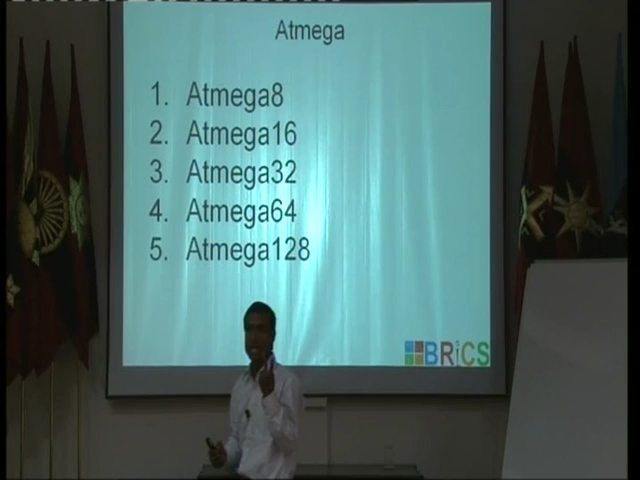 Atmega
1. Atmega8
2. Atmega16
3. Atmega32
4. Atmega64
5. Atmega128
BRiCS